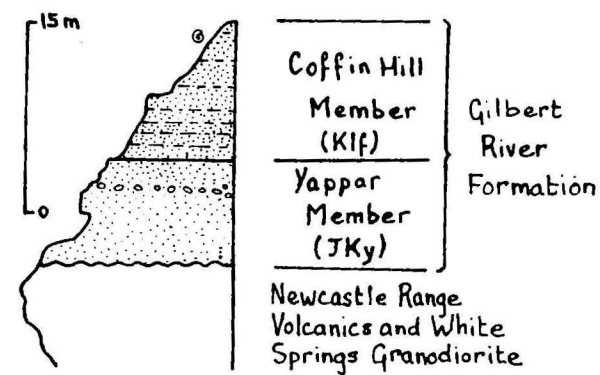 15 m
0
Coffin Hill
Member
(Klf)
Yappar
Member
(JKy)
Gilbert
River
Formation
Newcastle Range
Volcanics and White
Springs Granodiorite